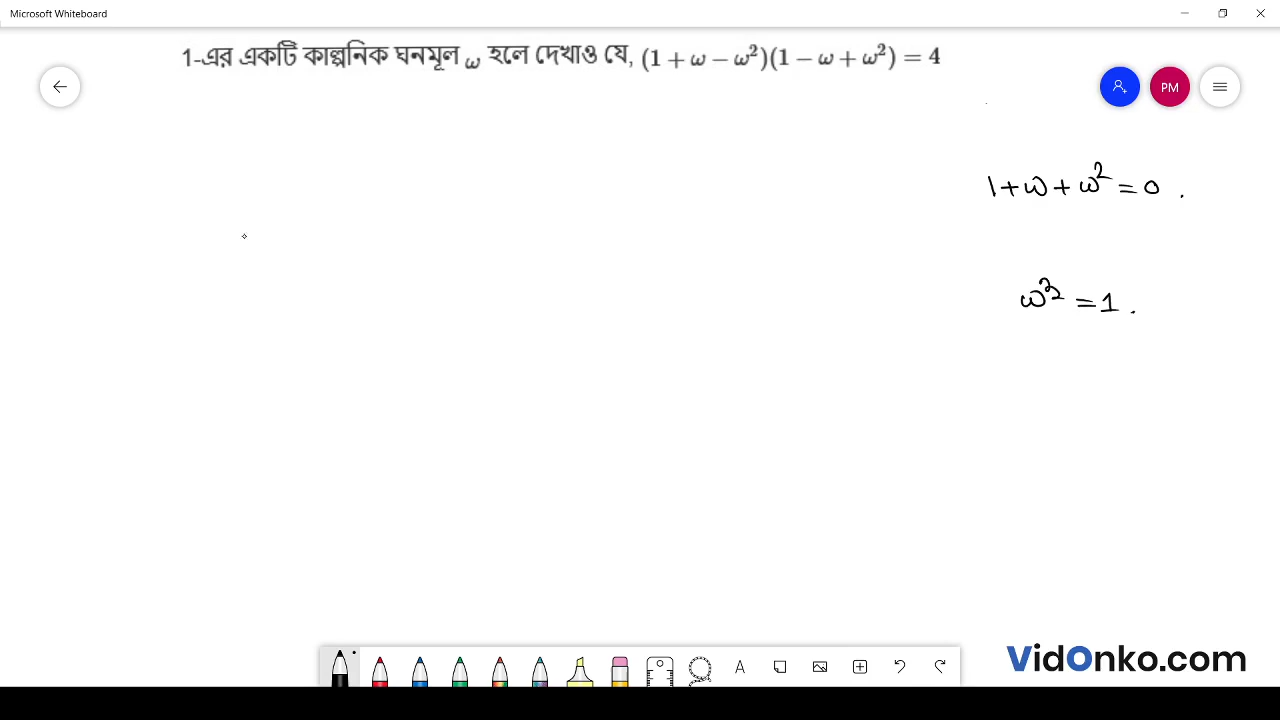 Microsoft Whiteboard
1-এর একটি কাল্পনিক ঘনমূল ω হলে দেখাও যে, (1 + ω − ω²)(1 − ω + ω²) = 4
PM
1+ω+ω² = 0 .
ω³ = 1 .
A
VidOnko.com